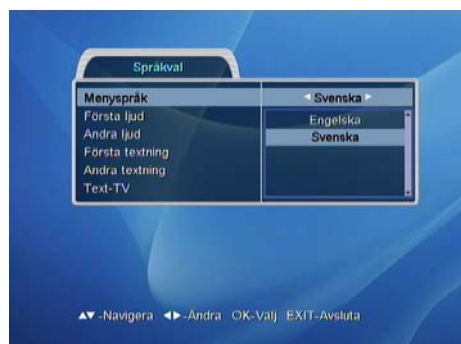 Språkval
Menyspråk
Svenska
Första ljud
Engelska
Andra ljud
Svenska
Första textning
Andra textning
Text-TV
-Navigera -Ändra OK-Välj EXIT-Avsluta